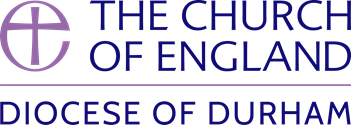 THE CHURCH
OF ENGLAND
DIOCESE OF DURHAM